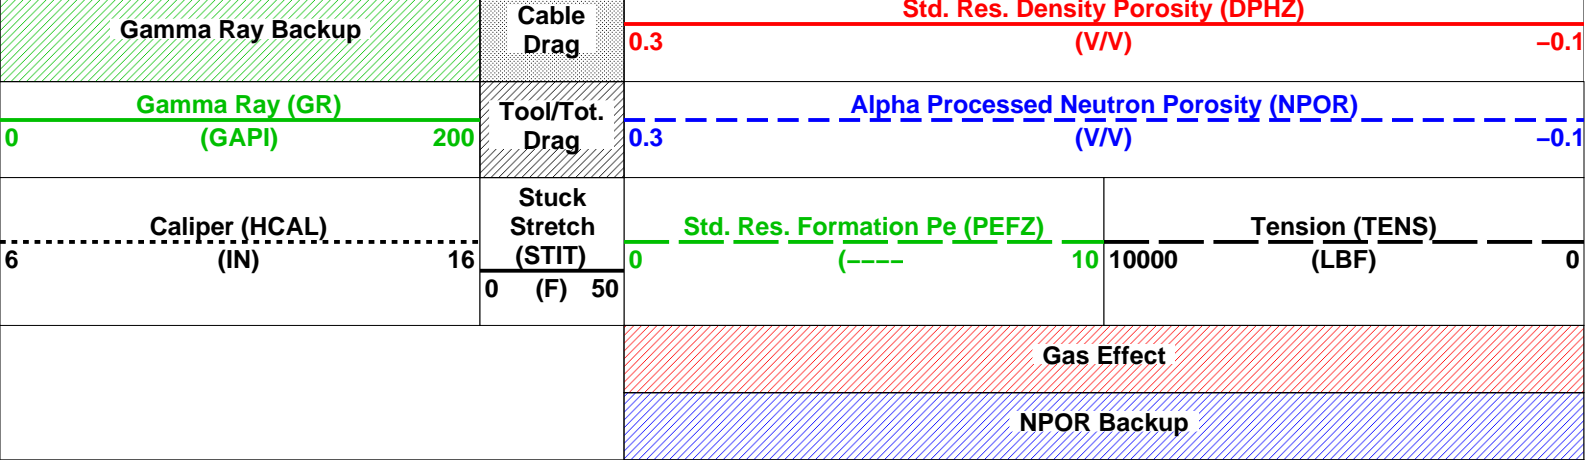 Gamma Ray Backup
Cable
Drag
Std. Res. Density Porosity (DPHZ)
0.3 (V/V) −0.1
Gamma Ray (GR)
0 (GAPI) 200
Tool/Tot.
Drag
Alpha Processed Neutron Porosity (NPOR)
0.3 (V/V) −0.1
Caliper (HCAL)
6 (IN) 16
Stuck
Stretch
(STIT)
0 (F) 50
Std. Res. Formation Pe (PEFZ)
0 (−−−− 10
Tension (TENS)
10000 (LBF) 0
Gas Effect
NPOR Backup